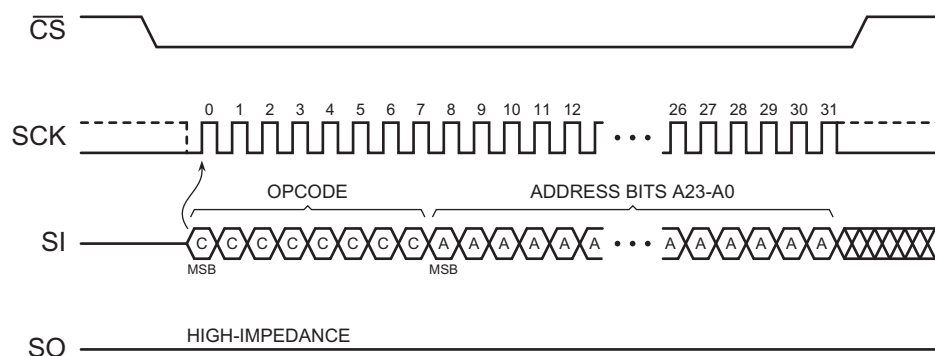 CS
SCK
0 1 2 3 4 5 6 7 8 9 10 11 12 26 27 28 29 30 31
OPCODE ADDRESS BITS A23-A0
SI
C C C C C C C C A A A A A A A A A A A A
MSB MSB
SO
HIGH-IMPEDANCE